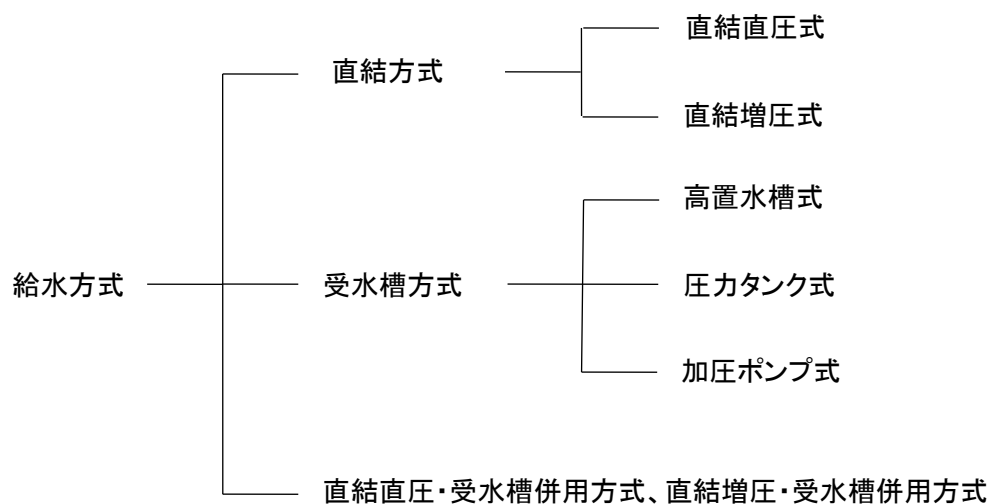 直結直圧式
直結方式
直結増圧式
高置水槽式
給水方式
受水槽方式
圧力タンク式
加圧ポンプ式
直結直圧・受水槽併用方式、直結増圧・受水槽併用方式